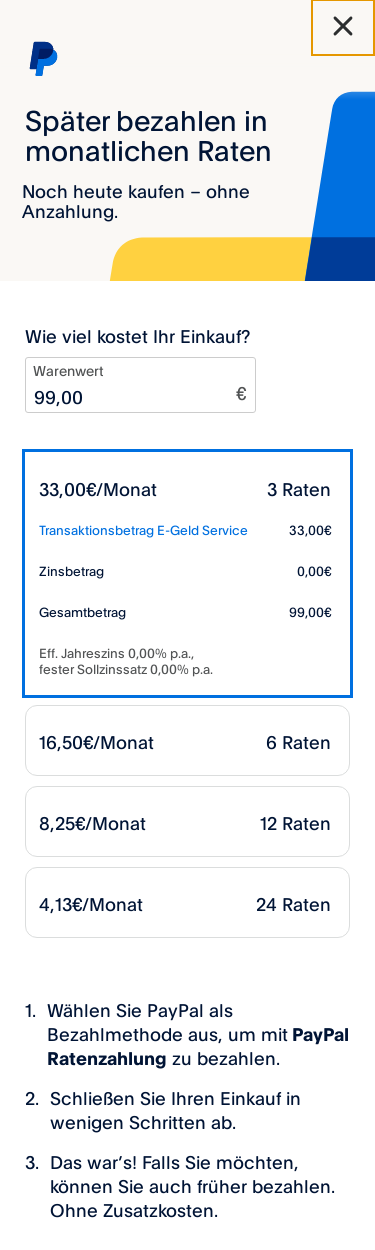 Später bezahlen in
monatlichen Raten
Noch heute kaufen – ohne
Anzahlung.
Wie viel kostet Ihr Einkauf?
Warenwert
99,00 €
33,00€/Monat 3 Raten
Transaktionsbetrag E-Geld Service 33,00€
Zinsbetrag 0,00€
Gesamtbetrag 99,00€
Eff. Jahreszins 0,00% p.a.,
fester Sollzinssatz 0,00% p.a.
16,50€/Monat 6 Raten
8,25€/Monat 12 Raten
4,13€/Monat 24 Raten
1. Wählen Sie PayPal als
Bezahlmethode aus, um mit PayPal
Ratenzahlung zu bezahlen.
2. Schließen Sie Ihren Einkauf in
wenigen Schritten ab.
3. Das war’s! Falls Sie möchten,
können Sie auch früher bezahlen.
Ohne Zusatzkosten.